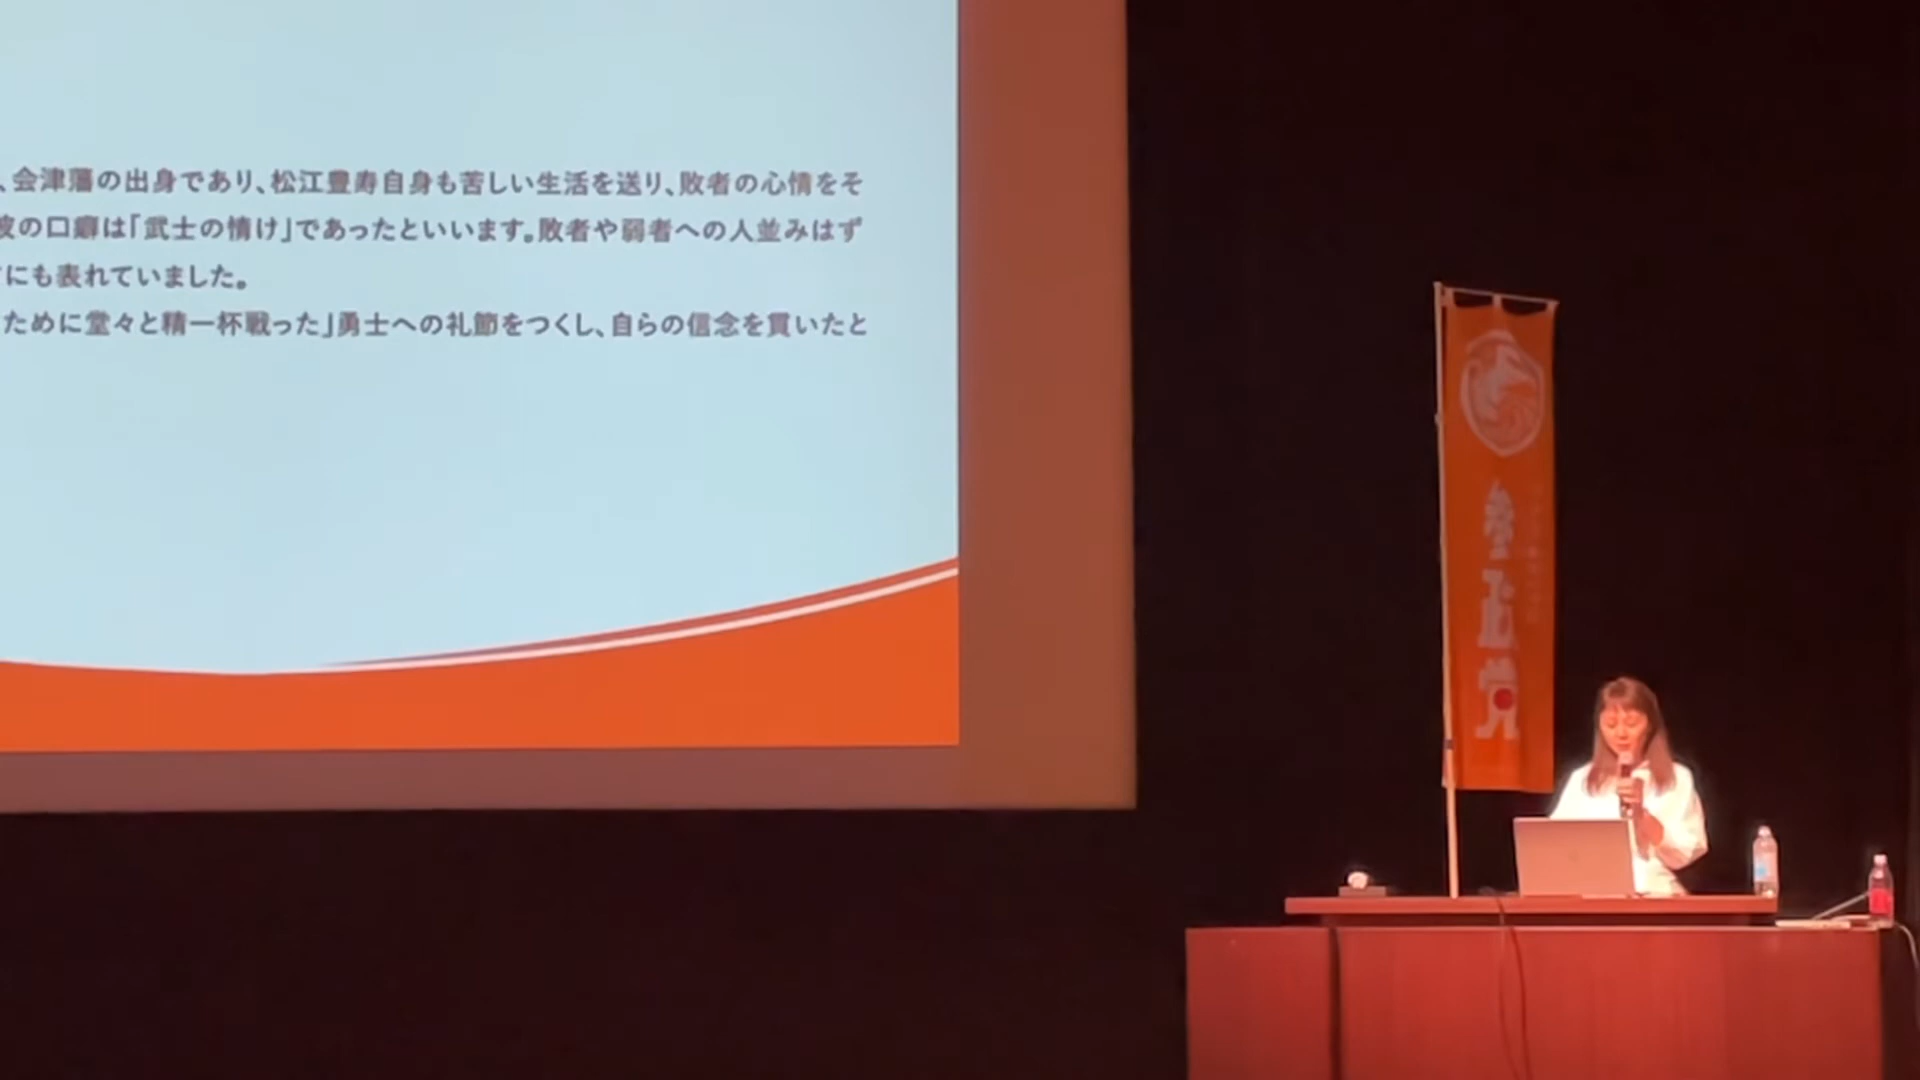 、会津藩の出身であり、松江豊寿自身も苦しい生活を送り、敗者の心情をそ
彼の口癖は「武士の情け」であったといいます。敗者や弱者への人並みはず
にも表れていました。
ために堂々と精一杯戦った」勇士への礼節をつくし、自らの信念を貫いたと
参政党